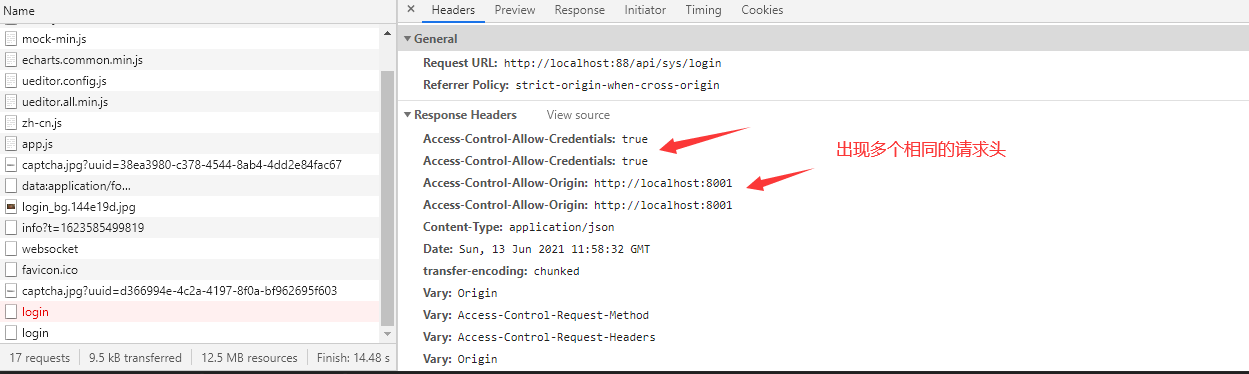 Name
mock-min.js
echarts.common.min.js
ueditor.config.js
ueditor.all.min.js
zh-cn.js
app.js
captcha.jpg?uuid=38ea3980-c378-4544-8ab4-4dd2e84fac67
data:application/fo...
login_bg.144e19d.jpg
info?t=1623585499819
websocket
favicon.ico
captcha.jpg?uuid=d366994e-4c2a-4197-8f0a-bf962695f603
login
login
17 requests 9.5 kB transferred 12.5 MB resources Finish: 14.48 s
× Headers Preview Response Initiator Timing Cookies
General
Request URL: http://localhost:88/api/sys/login
Referrer Policy: strict-origin-when-cross-origin
Response Headers View source
Access-Control-Allow-Credentials: true
Access-Control-Allow-Credentials: true
出现多个相同的请求头
Access-Control-Allow-Origin: http://localhost:8001
Access-Control-Allow-Origin: http://localhost:8001
Content-Type: application/json
Date: Sun, 13 Jun 2021 11:58:32 GMT
transfer-encoding: chunked
Vary: Origin
Vary: Access-Control-Request-Method
Vary: Access-Control-Request-Headers
Vary: Origin